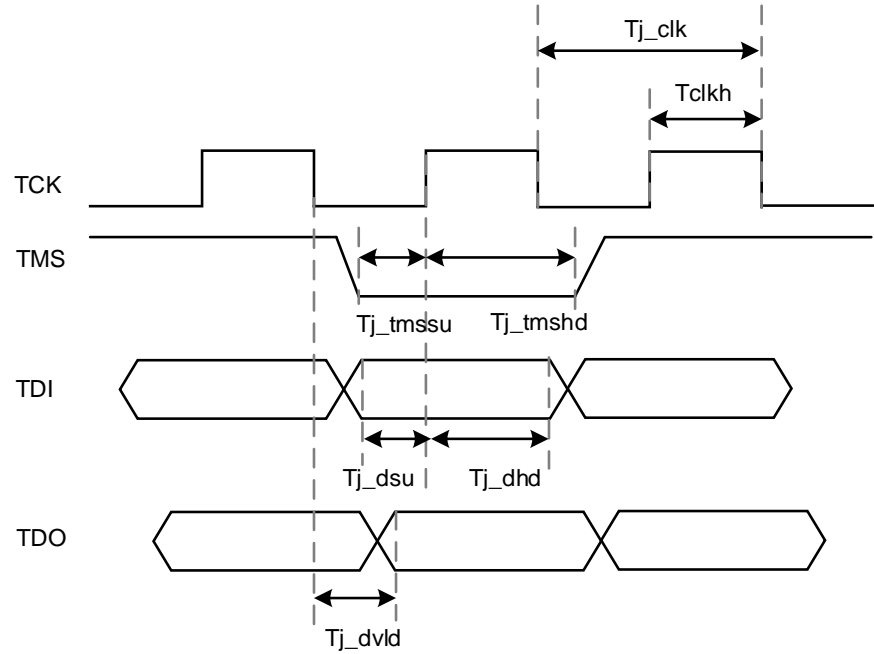 Tj_clk
Tclkh
TCK
TMS
Tj_tmssu
Tj_tmshd
TDI
Tj_dsu
Tj_dhd
TDO
Tj_dvld